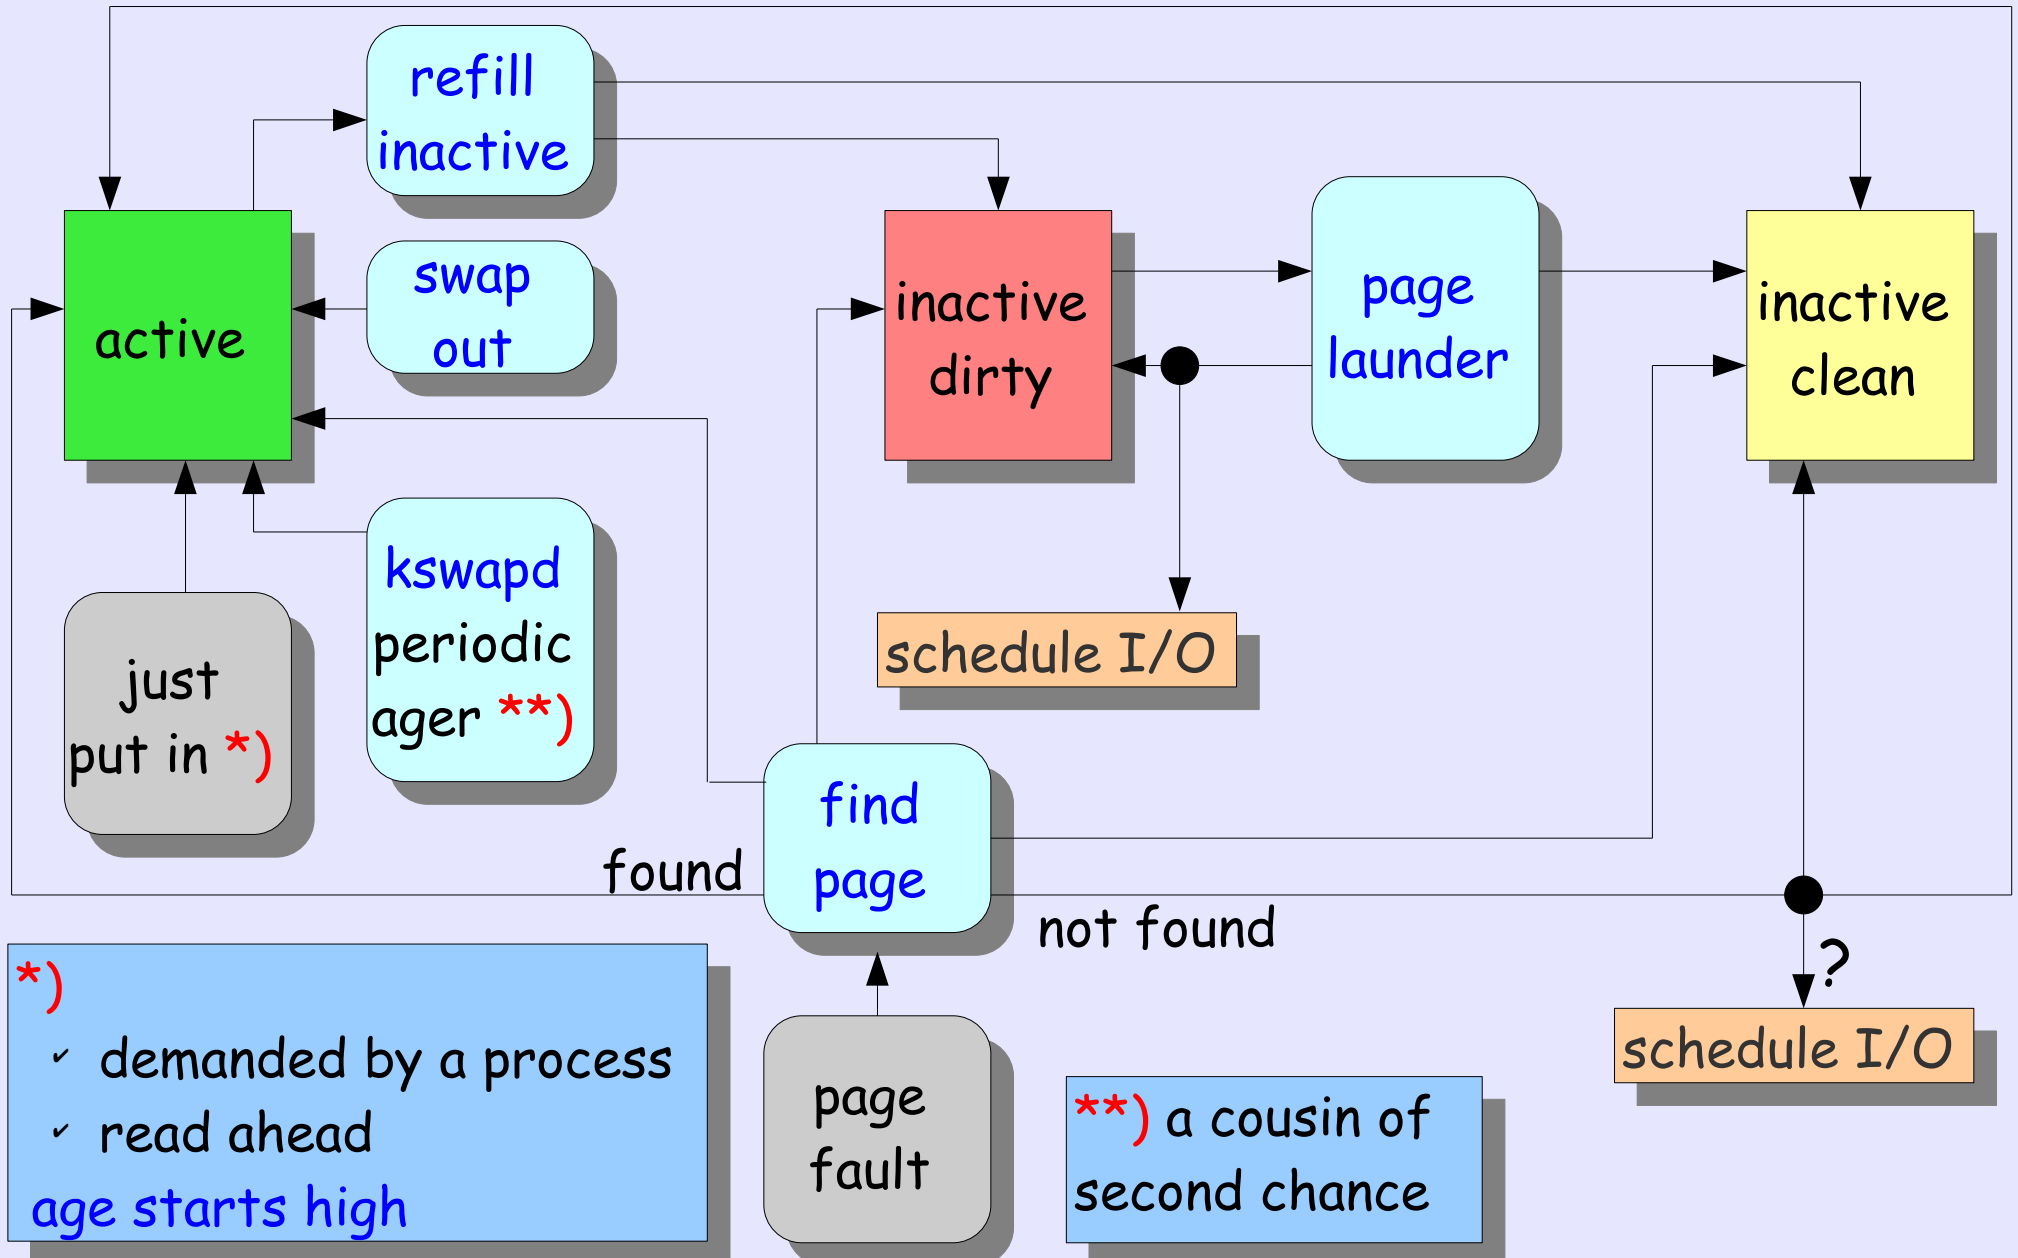 refill
inactive
swap
out
active
inactive
dirty
page
launder
inactive
clean
kswapd
periodic
ager **)
just
put in *)
schedule I/O
find
page
found
not found
?
schedule I/O
page
fault
*)
✔ demanded by a process
✔ read ahead
age starts high
**) a cousin of
second chance